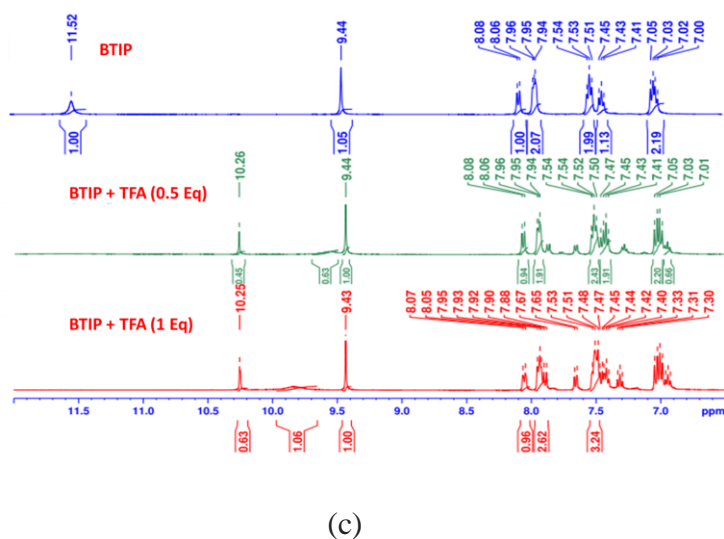 11.52
9.44
8.08 8.06 7.96 7.95 7.94 7.54 7.53 7.51 7.45 7.43 7.41 7.05 7.03 7.02 7.00
BTIP
1.00 1.05 1.00 2.07 1.99 1.13 2.19
10.26
9.44
8.08 8.06 7.96 7.95 7.94 7.54 7.54 7.52 7.50 7.47 7.45 7.43 7.41 7.05 7.03 7.01
BTIP + TFA (0.5 Eq)
0.45 0.63 1.00 0.94 1.91 2.43 1.91 2.20 0.66
10.25
9.43
8.07 8.05 7.95 7.93 7.92 7.90 7.88 7.67 7.65 7.53 7.51 7.48 7.47 7.45 7.44 7.42 7.40 7.33 7.31 7.30
BTIP + TFA (1 Eq)
11.5 11.0 10.5 10.0 9.5 9.0 8.5 8.0 7.5 7.0 ppm
0.63 1.06 1.00 0.96 2.62 3.24
(c)